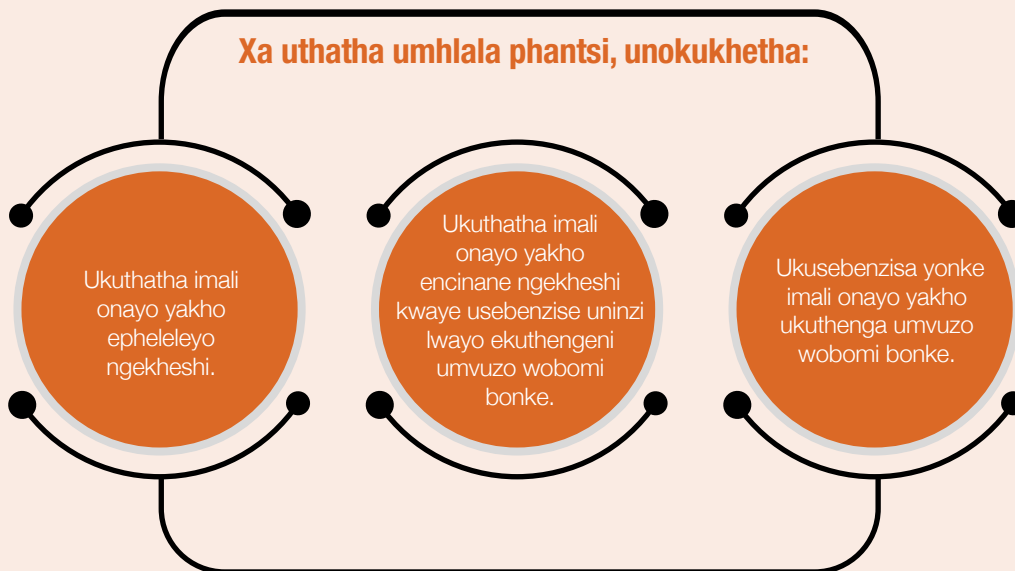 Xa uthatha umhlala phantsi, unokukhetha:
Ukuthatha imali
onayo yakho
epheleleyo
ngekheshi.
Ukuthatha imali
onayo yakho
encinane ngekheshi
kwaye usebenzise uninzi
lwayo ekuthengeni
umvuzo wobomi
bonke.
Ukusebenzisa yonke
imali onayo yakho
ukuthenga umvuzo
wobomi bonke.